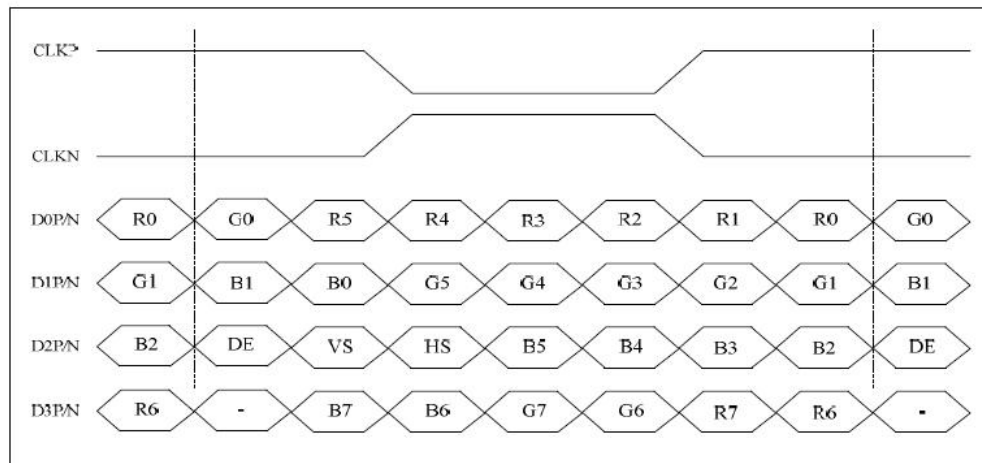 CLKP
CLKN
D0P/N R0 G0 R5 R4 R3 R2 R1 R0 G0
D1P/N G1 B1 B0 G5 G4 G3 G2 G1 B1
D2P/N B2 DE VS HS B5 B4 B3 B2 DE
D3P/N R6 - B7 B6 G7 G6 R7 R6 -